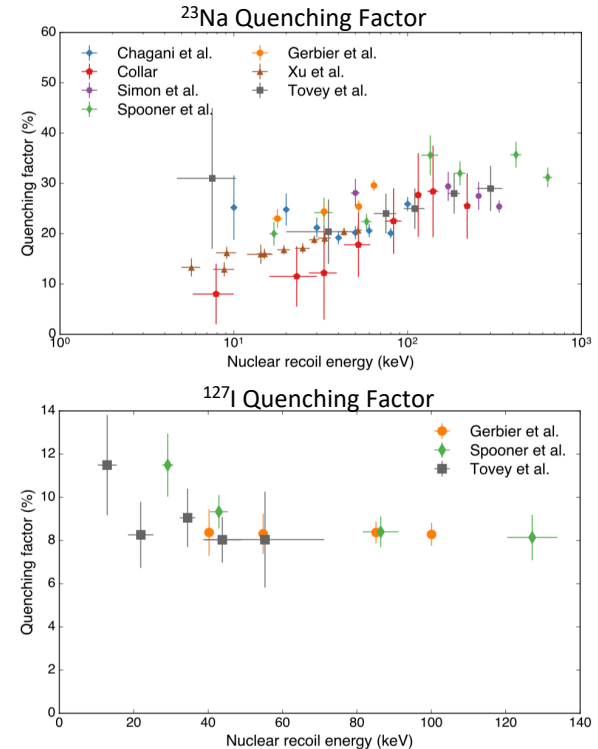 ²³Na Quenching Factor
60
50
40
30
20
10
0
Quenching factor (%)
Chagani et al.
Collar
Simon et al.
Spooner et al.
Gerbier et al.
Xu et al.
Tovey et al.
10⁰ 10¹ 10² 10³
Nuclear recoil energy (keV)
¹²⁷I Quenching Factor
14
12
10
8
6
4
2
0
Quenching factor (%)
Gerbier et al.
Spooner et al.
Tovey et al.
0 20 40 60 80 100 120 140
Nuclear recoil energy (keV)